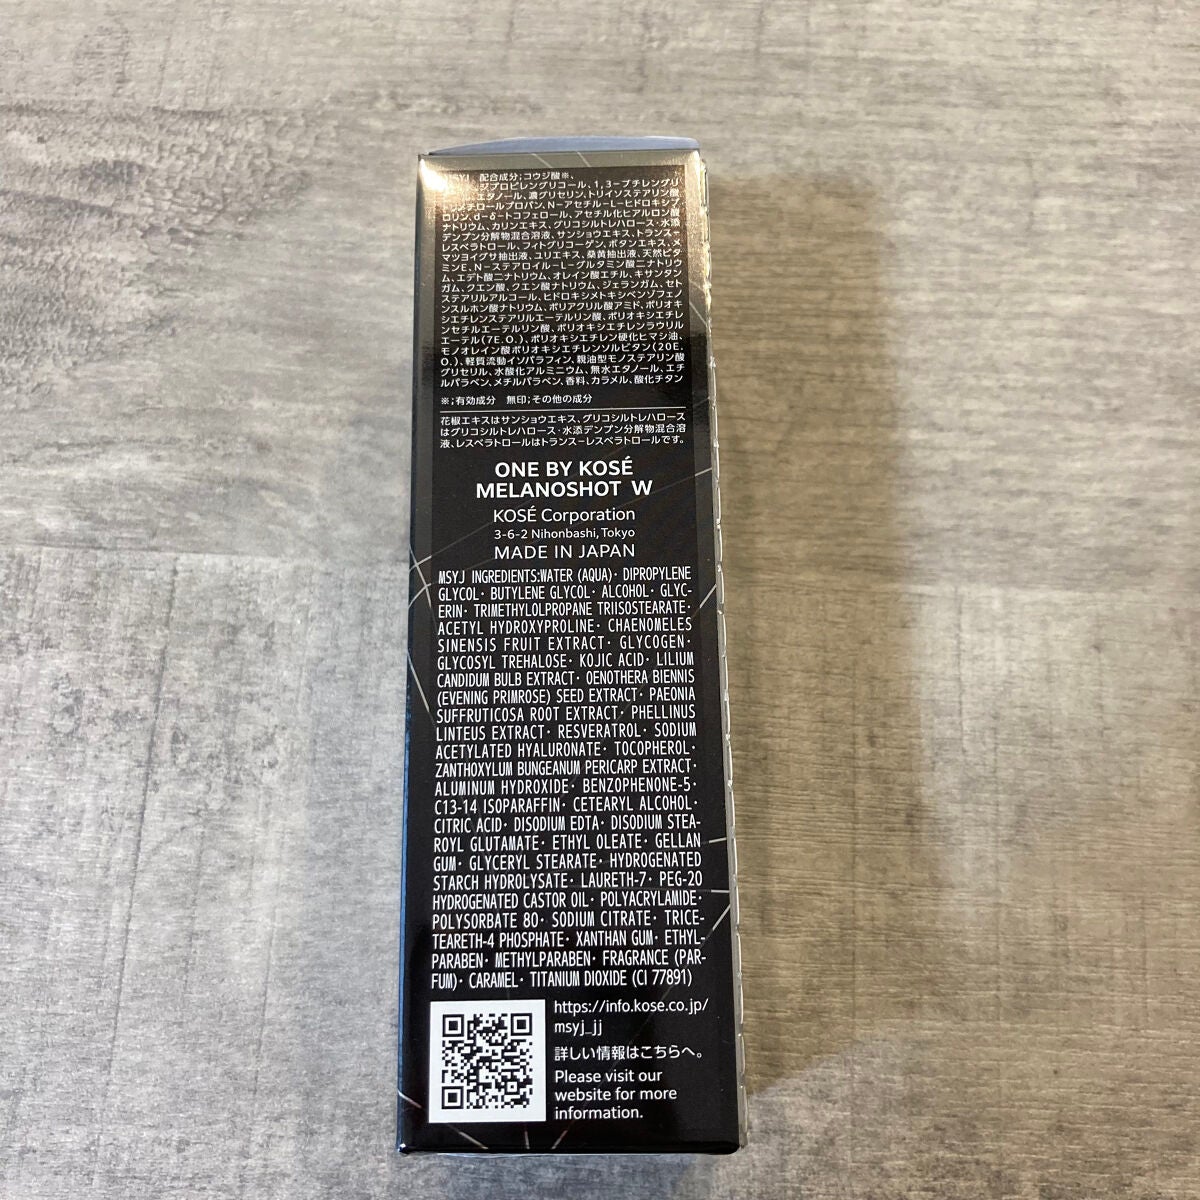 配合成分;コウジ酸※、
ジプロピレングリコール、1,3-ブチレングリ
エタノール、濃グリセリン、トリイソステアリン酸
トリメチロールプロパン、N-アセチル-L-ヒドロキシプ
ロリン、d-δ-トコフェロール、アセチル化ヒアルロン酸
ナトリウム、カリンエキス、グリコシルトレハロース・水添
デンプン分解物混合溶液、サンショウエキス、トランス-
レスベラトロール、フィトグリコーゲン、ボタンエキス、メ
マツヨイグサ抽出液、ユリエキス、桑黄抽出液、天然ビタ
ミンE、N-ステアロイル-L-グルタミン酸二ナトリウ
ム、エデト酸二ナトリウム、オレイン酸エチル、キサンタン
ガム、クエン酸、クエン酸ナトリウム、ジェランガム、セト
ステアリルアルコール、ヒドロキシメトキシベンゾフェノ
ンスルホン酸ナトリウム、ポリアクリル酸アミド、ポリオキ
シエチレンステアリルエーテルリン酸、ポリオキシエチレ
ンセチルエーテルリン酸、ポリオキシエチレンラウリル
エーテル(7E.O.)、ポリオキシエチレン硬化ヒマシ油、
モノオレイン酸ポリオキシエチレンソルビタン(20E.
O.)、軽質流動イソパラフィン、親油型モノステアリン酸
グリセリル、水酸化アルミニウム、無水エタノール、エチ
ルパラベン、メチルパラベン、香料、カラメル、酸化チタン
※;有効成分 無印;その他の成分
花椒エキスはサンショウエキス、グリコシルトレハロース
はグリコシルトレハロース・水添デンプン分解物混合溶
液、レスベラトロールはトランス-レスベラトロールです。
ONE BY KOSÉ
MELANOSHOT W
KOSÉ Corporation
3-6-2 Nihonbashi, Tokyo
MADE IN JAPAN
MSYJ INGREDIENTS:WATER (AQUA)・DIPROPYLENE
GLYCOL・BUTYLENE GLYCOL・ALCOHOL・GLYC-
ERIN・TRIMETHYLOLPROPANE TRIISOSTEARATE・
ACETYL HYDROXYPROLINE・CHAENOMELES
SINENSIS FRUIT EXTRACT・GLYCOGEN・
GLYCOSYL TREHALOSE・KOJIC ACID・LILIUM
CANDIDUM BULB EXTRACT・OENOTHERA BIENNIS
(EVENING PRIMROSE) SEED EXTRACT・PAEONIA
SUFFRUTICOSA ROOT EXTRACT・PHELLINUS
LINTEUS EXTRACT・RESVERATROL・SODIUM
ACETYLATED HYALURONATE・TOCOPHEROL・
ZANTHOXYLUM BUNGEANUM PERICARP EXTRACT・
ALUMINUM HYDROXIDE・BENZOPHENONE-5・
C13-14 ISOPARAFFIN・CETEARYL ALCOHOL・
CITRIC ACID・DISODIUM EDTA・DISODIUM STEA-
ROYL GLUTAMATE・ETHYL OLEATE・GELLAN
GUM・GLYCERYL STEARATE・HYDROGENATED
STARCH HYDROLYSATE・LAURETH-7・PEG-20
HYDROGENATED CASTOR OIL・POLYACRYLAMIDE・
POLYSORBATE 80・SODIUM CITRATE・TRICE-
TEARETH-4 PHOSPHATE・XANTHAN GUM・ETHYL-
PARABEN・METHYLPARABEN・FRAGRANCE (PAR-
FUM)・CARAMEL・TITANIUM DIOXIDE (CI 77891)
https://info.kose.co.jp/
msyj_jj
詳しい情報はこちらへ。
Please visit our
website for more
information.